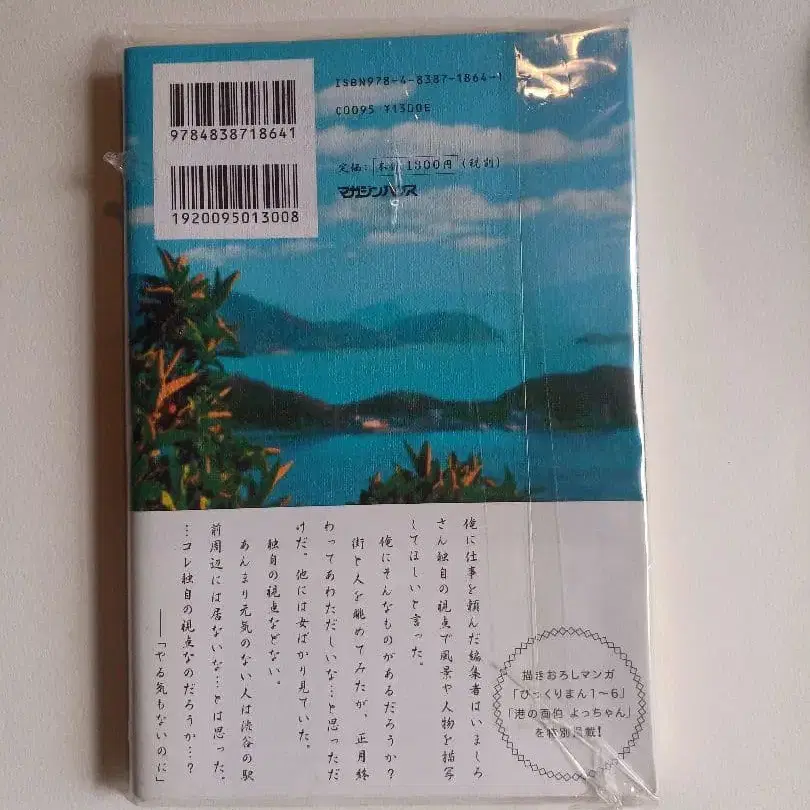 ISBN978-4-8387-1864-1
C0095 ¥1300E
9784838718641
定価:本体1300円(税別)
マガジンハウス
1920095013008
俺に仕事を頼んだ編集者はいましろ
さん独自の視点で風景や人物を描写
してほしいと言った。
俺にそんなものがあるだろうか?
街と人を眺めてみたが、正月終
わってあわただしいな…と思っただ
けだ。他には女ばかり見ていた。
独自の視点などない。
あんまり元気のない人は渋谷の駅
前周辺には居ないな…とは思った。
…コレ独自の視点なのだろうか…?
――「やる気もないのに」
描きおろしマンガ
「びっくりまん1〜6」
「港の画伯 よっちゃん」
を特別掲載!